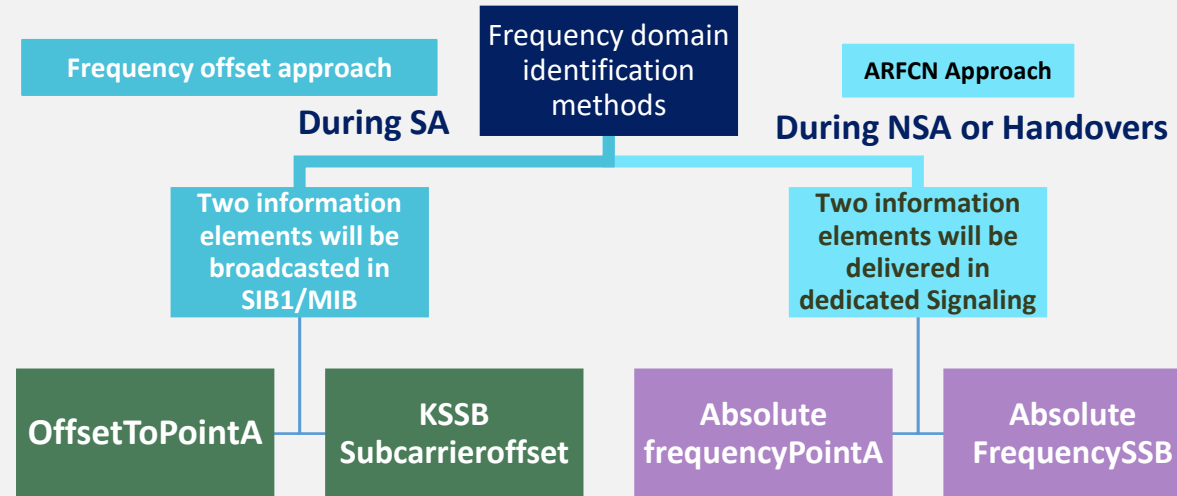 Frequency domain
identification
methods
Frequency offset approach
ARFCN Approach
During SA
During NSA or Handovers
Two information
elements will be
broadcasted in
SIB1/MIB
Two information
elements will be
delivered in
dedicated Signaling
OffsetToPointA
KSSB
Subcarrieroffset
Absolute
frequencyPointA
Absolute
FrequencySSB